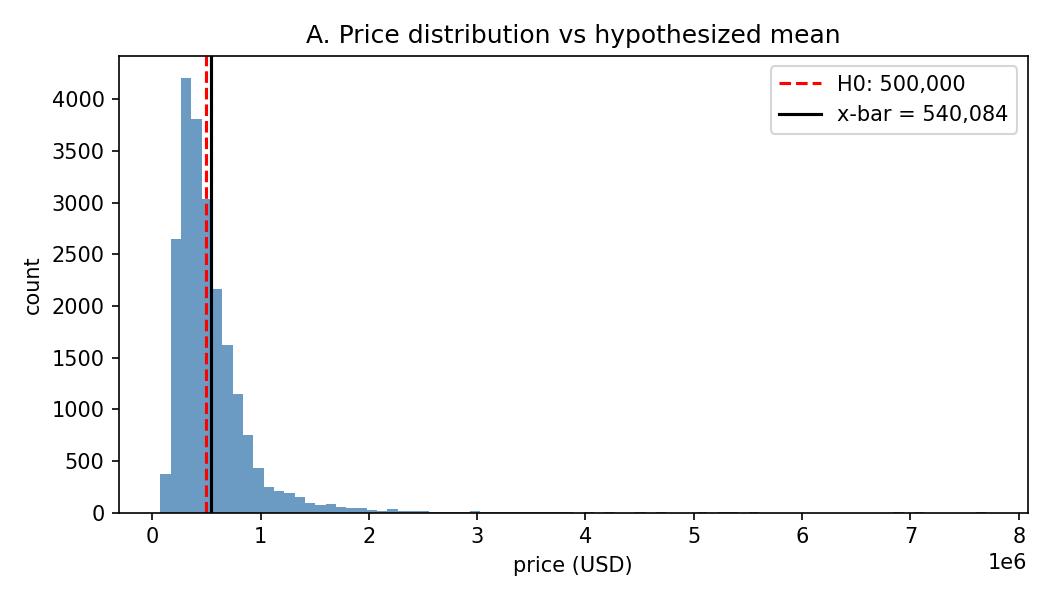 A. Price distribution vs hypothesized mean
H0: 500,000
x-bar = 540,084
count
4000
3500
3000
2500
2000
1500
1000
500
0
0 1 2 3 4 5 6 7 8
1e6
price (USD)